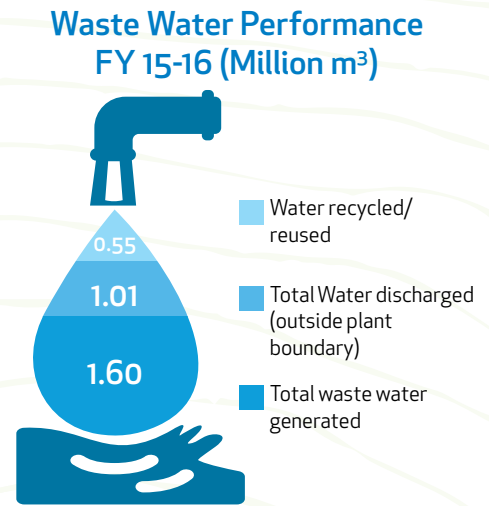 Waste Water Performance
FY 15-16 (Million m³)
0.55
1.01
1.60
Water recycled/
reused
Total Water discharged
(outside plant
boundary)
Total waste water
generated